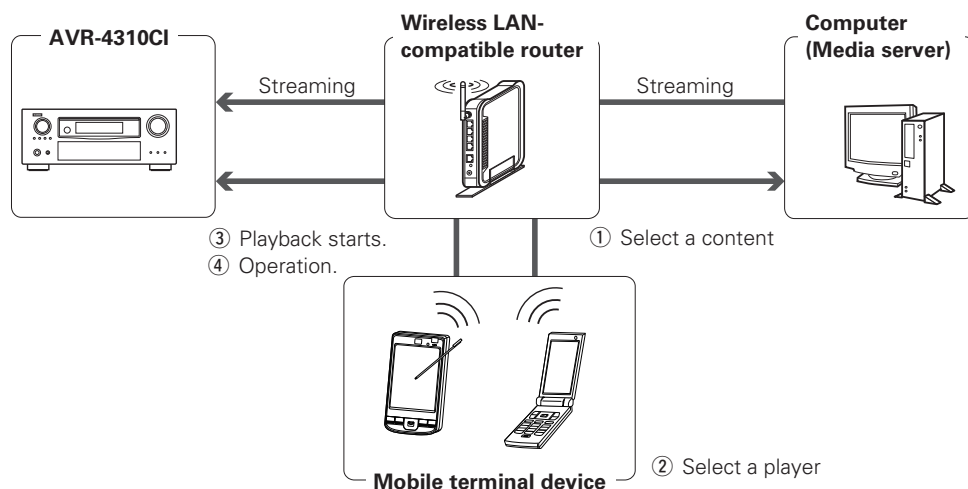 AVR-4310CI
Wireless LAN-
compatible router
Computer
(Media server)
Streaming
Streaming
③ Playback starts.
④ Operation.
① Select a content
② Select a player
Mobile terminal device